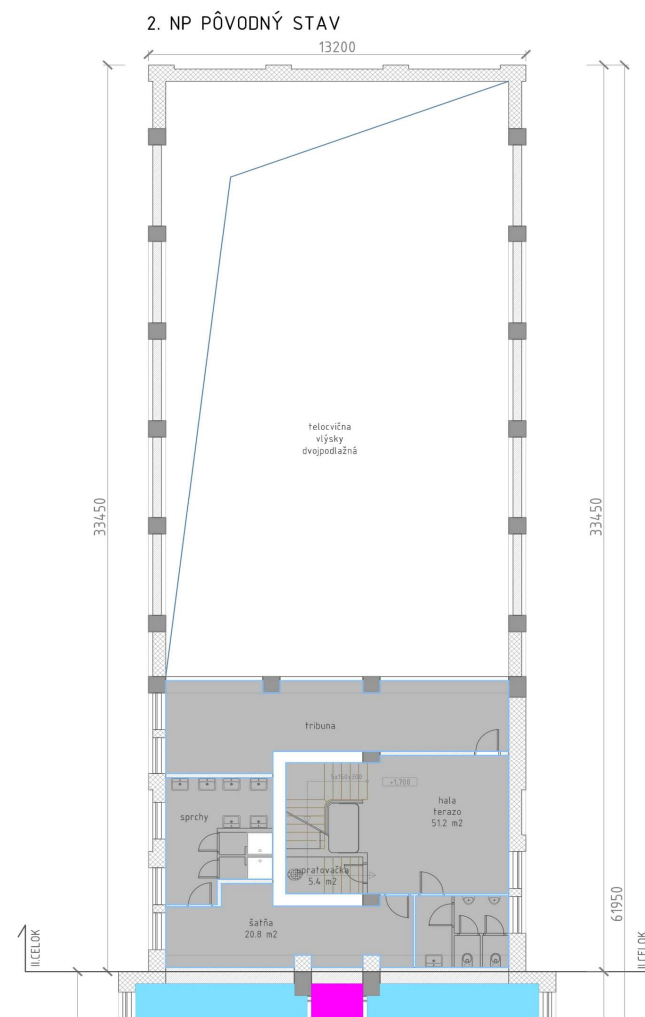 2. NP PÔVODNÝ STAV
13200
33450
33450
61950
telocvičňa
vlýsky
dvojpodlažná
tribuna
9x150x300
+1,700
hala
terazo
51.2 m2
sprchy
upratovačka
5.4 m2
šatňa
20.8 m2
II.CELOK
II.CELOK